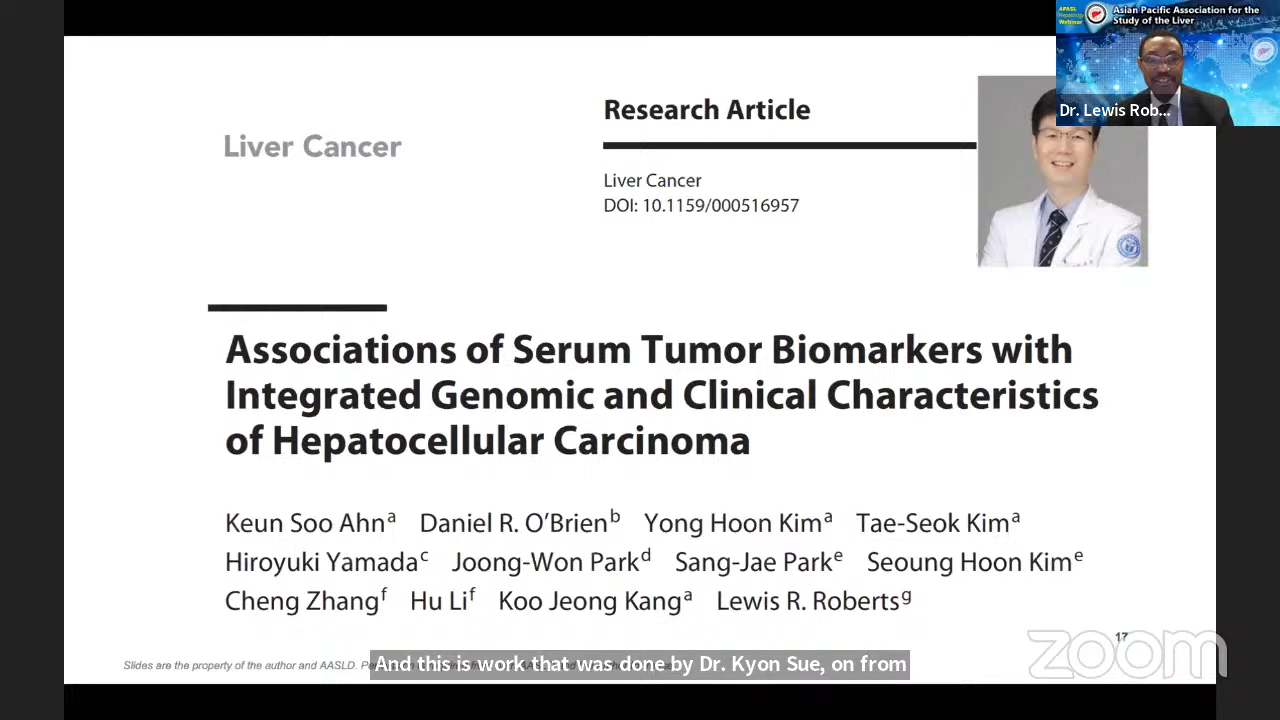 APASL
Hepatology
Webinar
Asian Pacific Association for the
Study of the Liver
Dr. Lewis Rob...
Research Article
Liver Cancer
Liver Cancer
DOI: 10.1159/000516957
Associations of Serum Tumor Biomarkers with
Integrated Genomic and Clinical Characteristics
of Hepatocellular Carcinoma
Keun Soo Ahnᵃ Daniel R. O’Brienᵇ Yong Hoon Kimᵃ Tae-Seok Kimᵃ
Hiroyuki Yamadaᶜ Joong-Won Parkᵈ Sang-Jae Parkᵉ Seoung Hoon Kimᵉ
Cheng Zhangᶠ Hu Liᶠ Koo Jeong Kangᵃ Lewis R. Robertsᵍ
17
zoom
Slides are the property of the author and AASLD.
And this is work that was done by Dr. Kyon Sue, on from